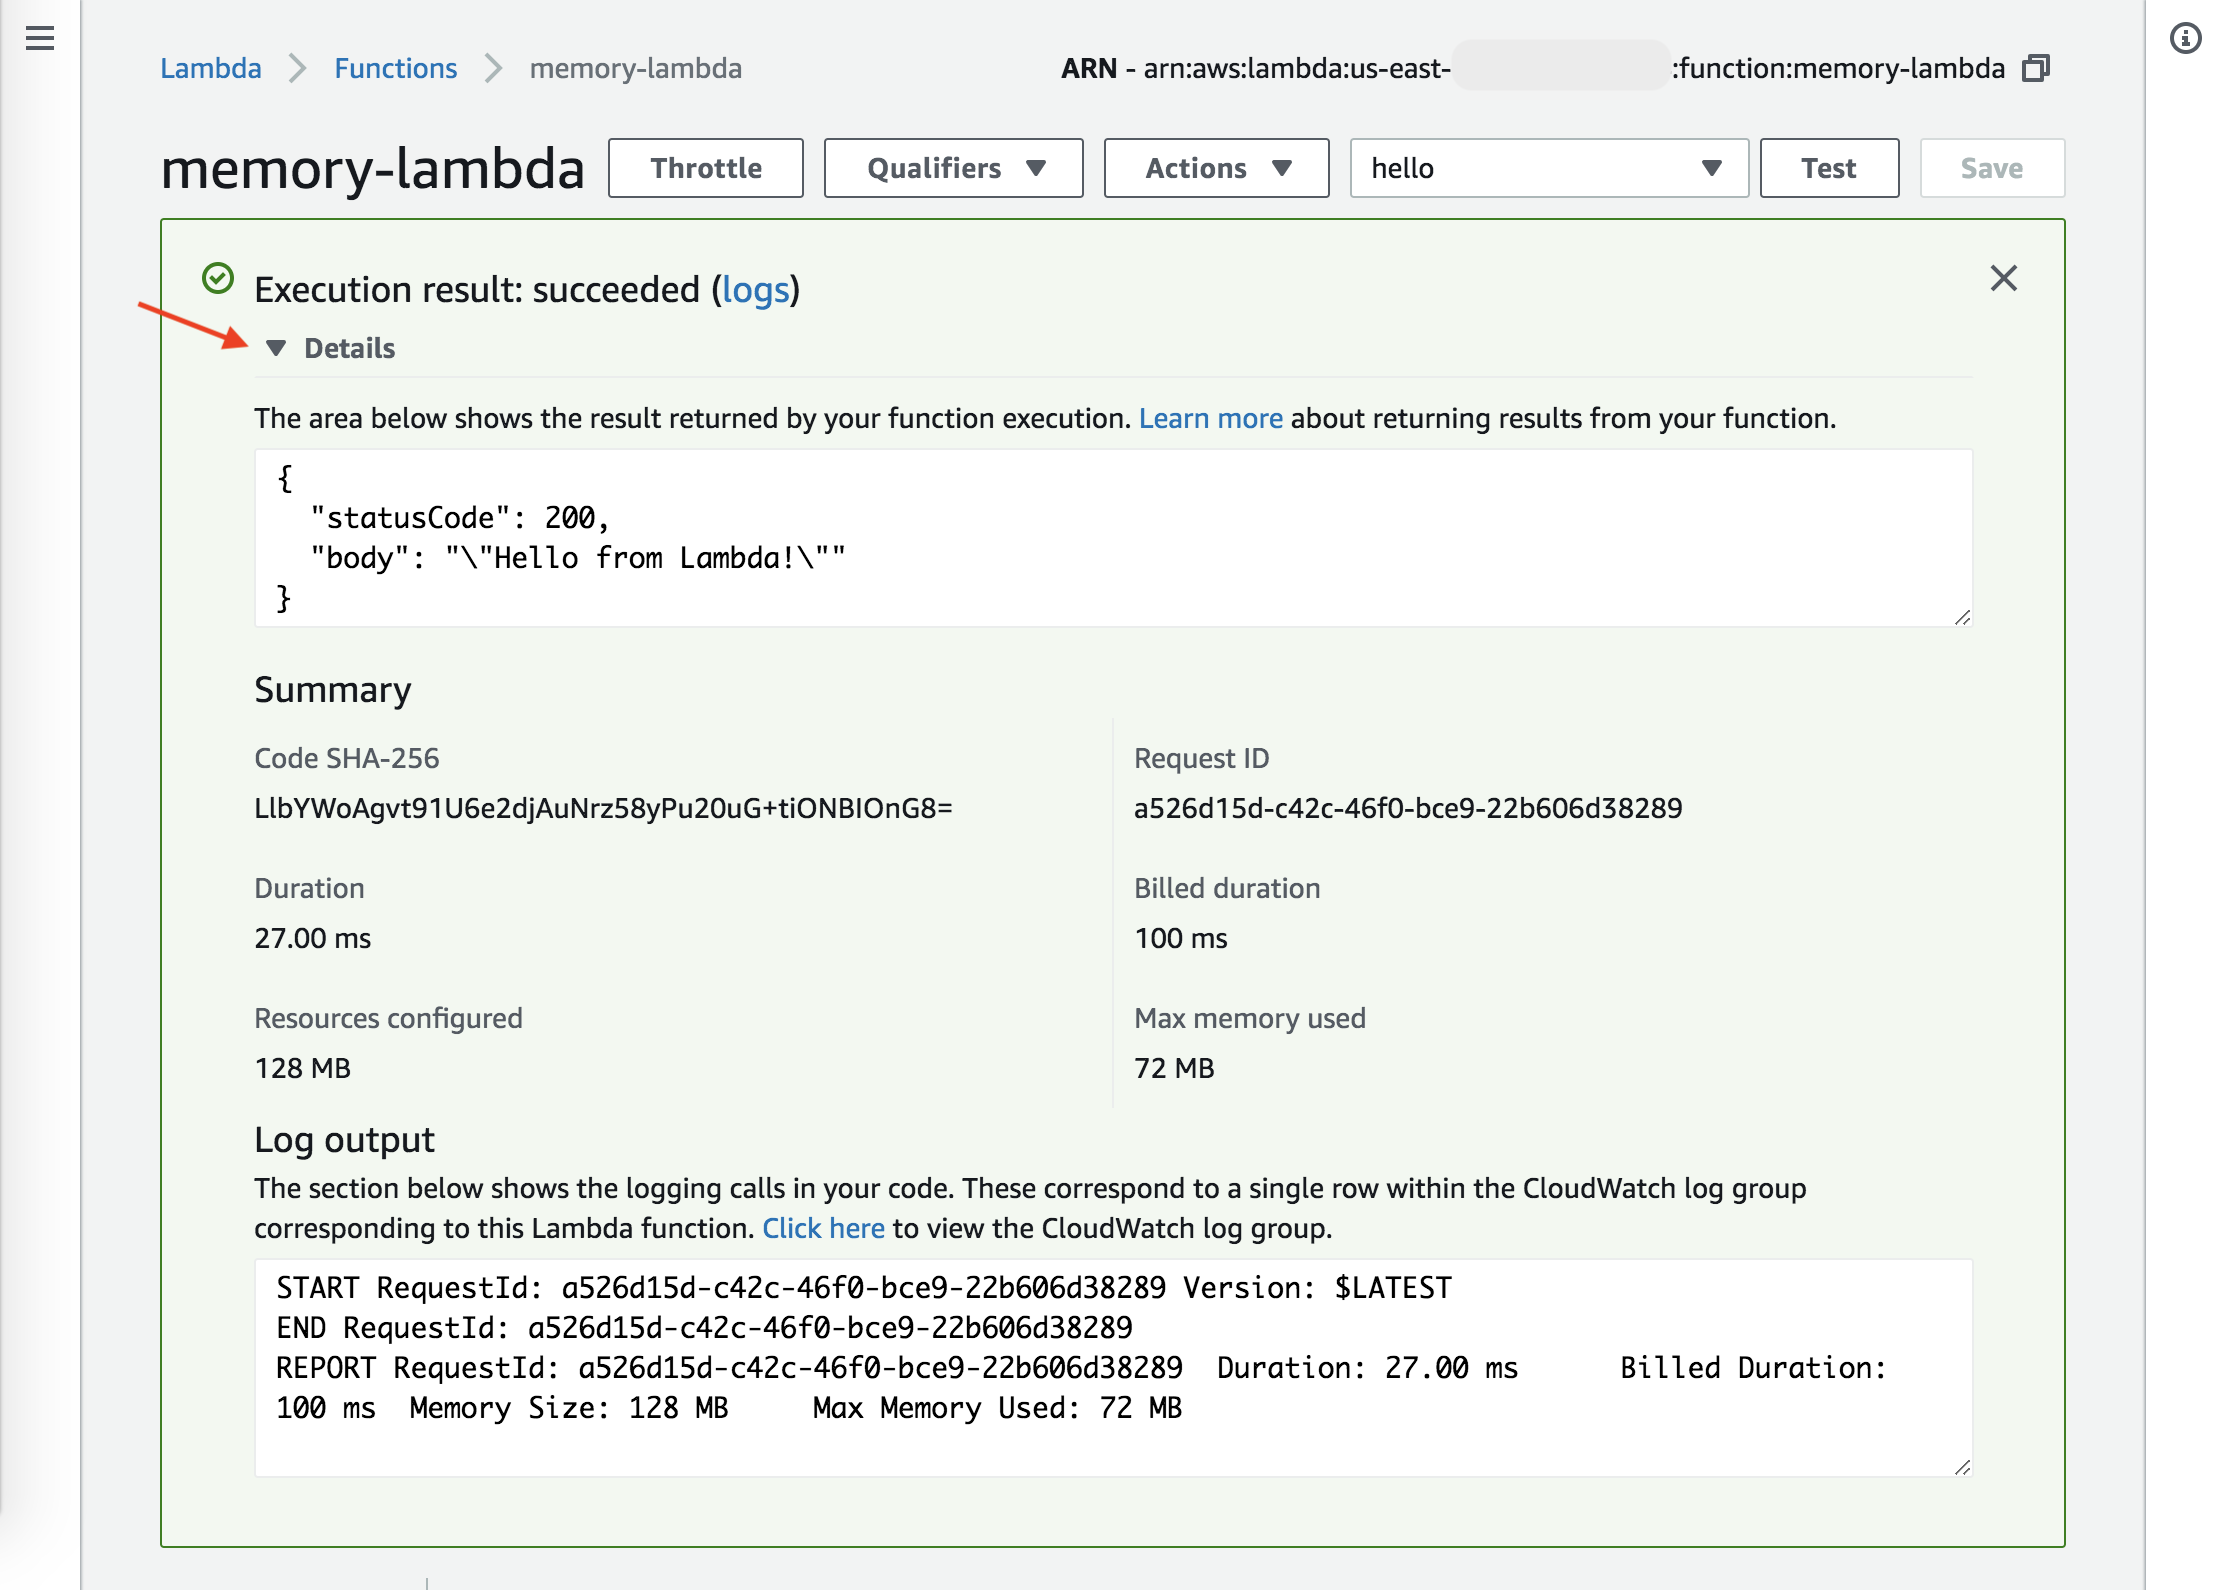 Lambda > Functions > memory-lambda
ARN - arn:aws:lambda:us-east- :function:memory-lambda
memory-lambda
Throttle
Qualifiers
Actions
hello
Test
Save
Execution result: succeeded (logs)
Details
The area below shows the result returned by your function execution. Learn more about returning results from your function.
{
  "statusCode": 200,
  "body": "\"Hello from Lambda!\""
}
Summary
Code SHA-256
LlbYWoAgvt91U6e2djAuNrz58yPu20uG+tiONBIOnG8=
Request ID
a526d15d-c42c-46f0-bce9-22b606d38289
Duration
27.00 ms
Billed duration
100 ms
Resources configured
128 MB
Max memory used
72 MB
Log output
The section below shows the logging calls in your code. These correspond to a single row within the CloudWatch log group
corresponding to this Lambda function. Click here to view the CloudWatch log group.
START RequestId: a526d15d-c42c-46f0-bce9-22b606d38289 Version: $LATEST
END RequestId: a526d15d-c42c-46f0-bce9-22b606d38289
REPORT RequestId: a526d15d-c42c-46f0-bce9-22b606d38289  Duration: 27.00 ms      Billed Duration:
100 ms  Memory Size: 128 MB     Max Memory Used: 72 MB